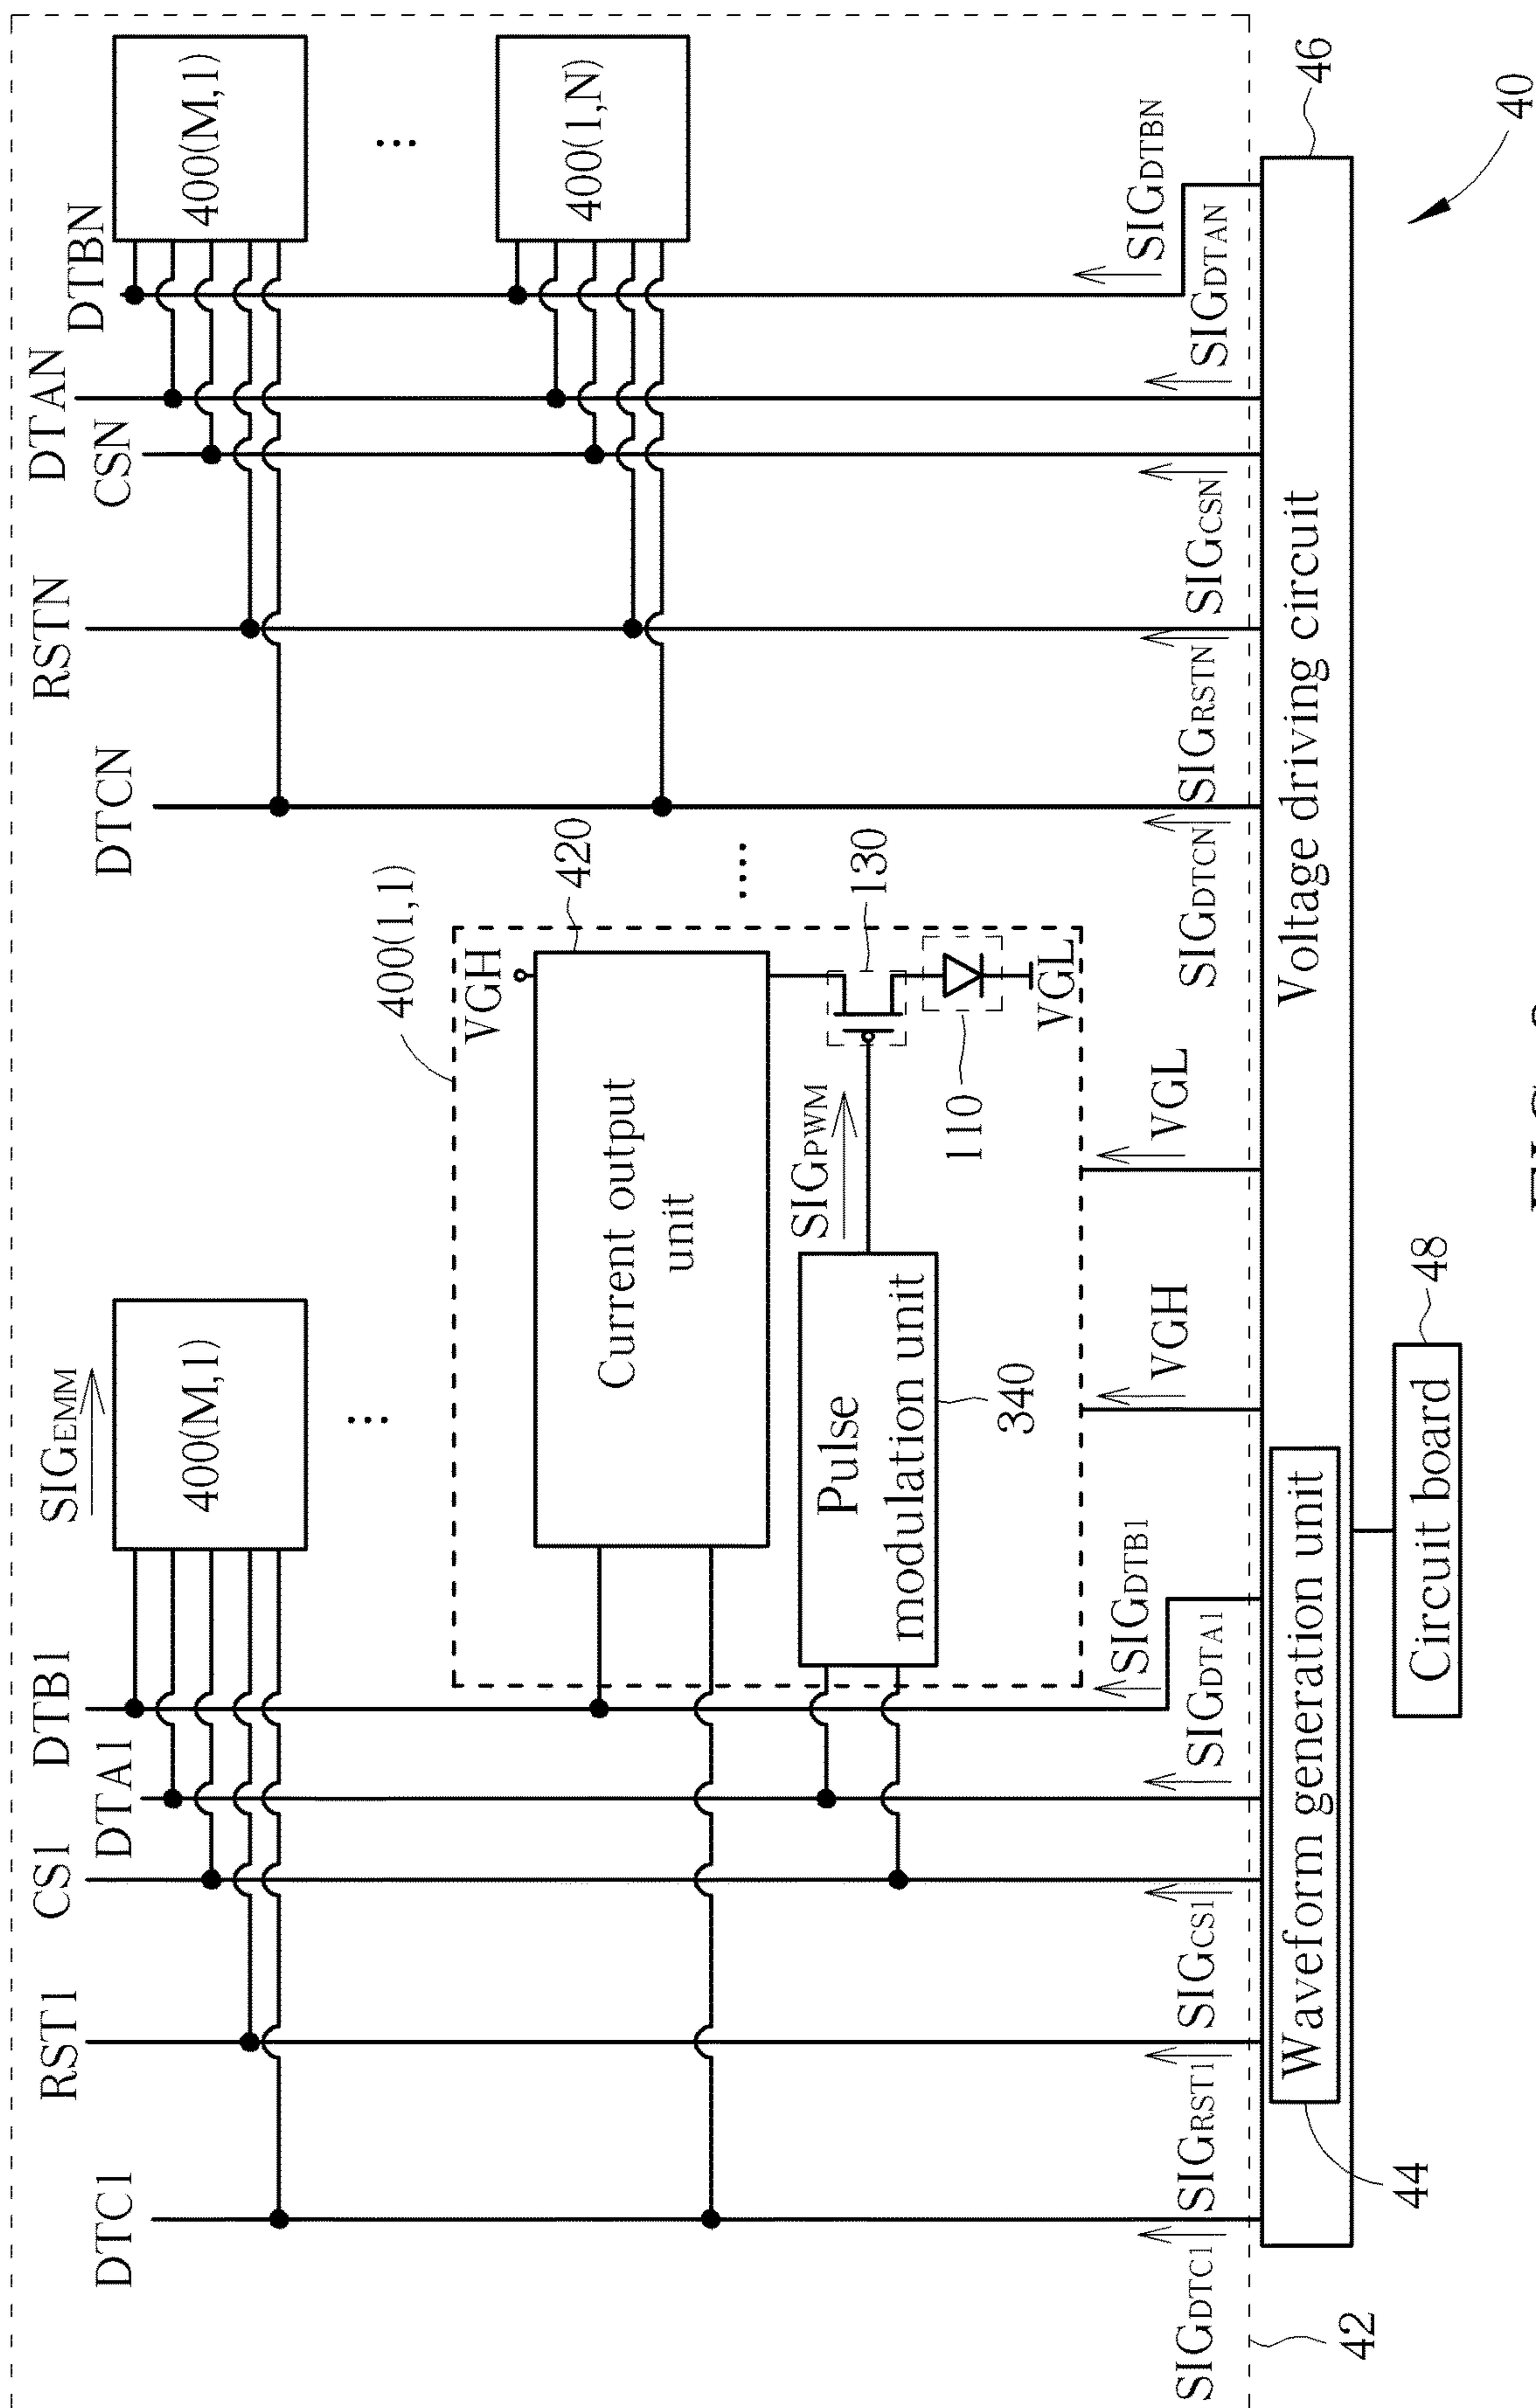 DTC1
RST1
CS1
DTA1
DTB1
SIGEMM
400(M,1)
...
DTCN
RSTN
CSN
DTAN
DTBN
400(M,1)
...
400(1,N)
400(1,1)
VGH
420
Current output
unit
....
SIGPWM
130
Pulse
modulation unit
340
110
VGL
SIGDTC1
SIGRST1
SIGCS1
SIGDTA1
SIGDTB1
VGH
VGL
SIGDTCN
SIGRSTN
SIGCSN
SIGDTAN
SIGDTBN
42
Waveform generation unit
Voltage driving circuit
46
44
Circuit board
48
40